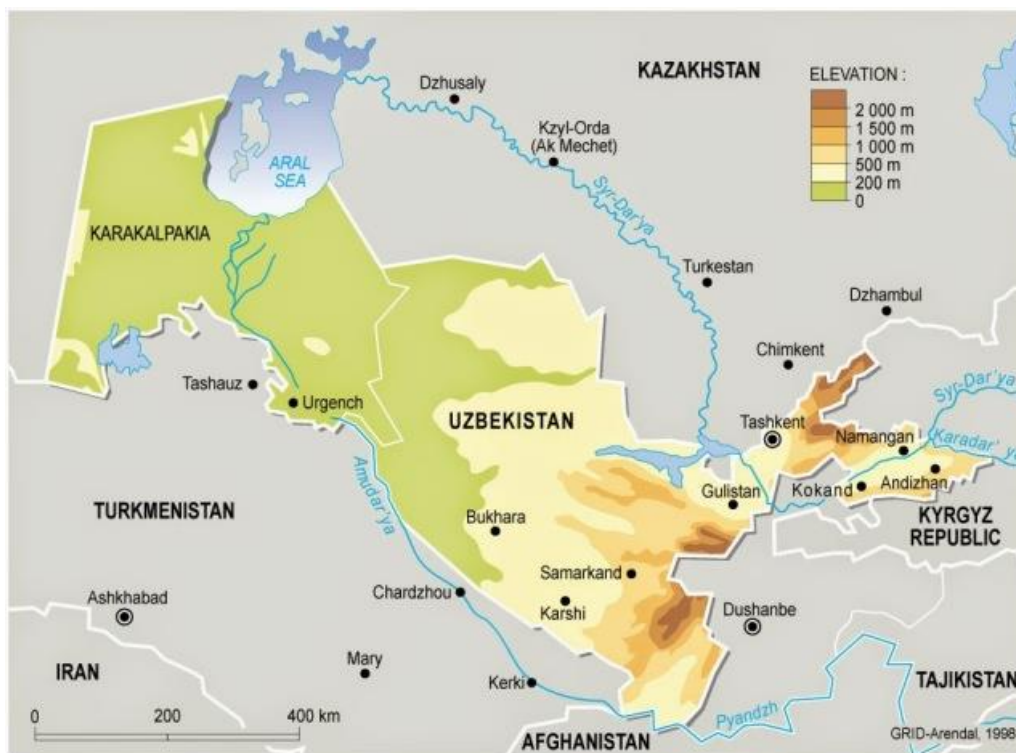 KAZAKHSTAN
ELEVATION :
2 000 m
1 500 m
1 000 m
500 m
200 m
0
Dzhusaly
Kzyl-Orda
(Ak Mechet)
Syr-Dar'ya
ARAL
SEA
KARAKALPAKIA
Turkestan
Dzhambul
Chimkent
Tashauz
Urgench
UZBEKISTAN
Tashkent
Namangan
Syr-Dar'ya
Karadar' ya
Amudar'ya
Gulistan
Kokand
Andizhan
TURKMENISTAN
Bukhara
KYRGYZ
REPUBLIC
Samarkand
Chardzhou
Karshi
Ashkhabad
Dushanbe
IRAN
Mary
Kerki
Pyandzh
TAJIKISTAN
0 200 400 km
AFGHANISTAN
GRID-Arendal, 1998